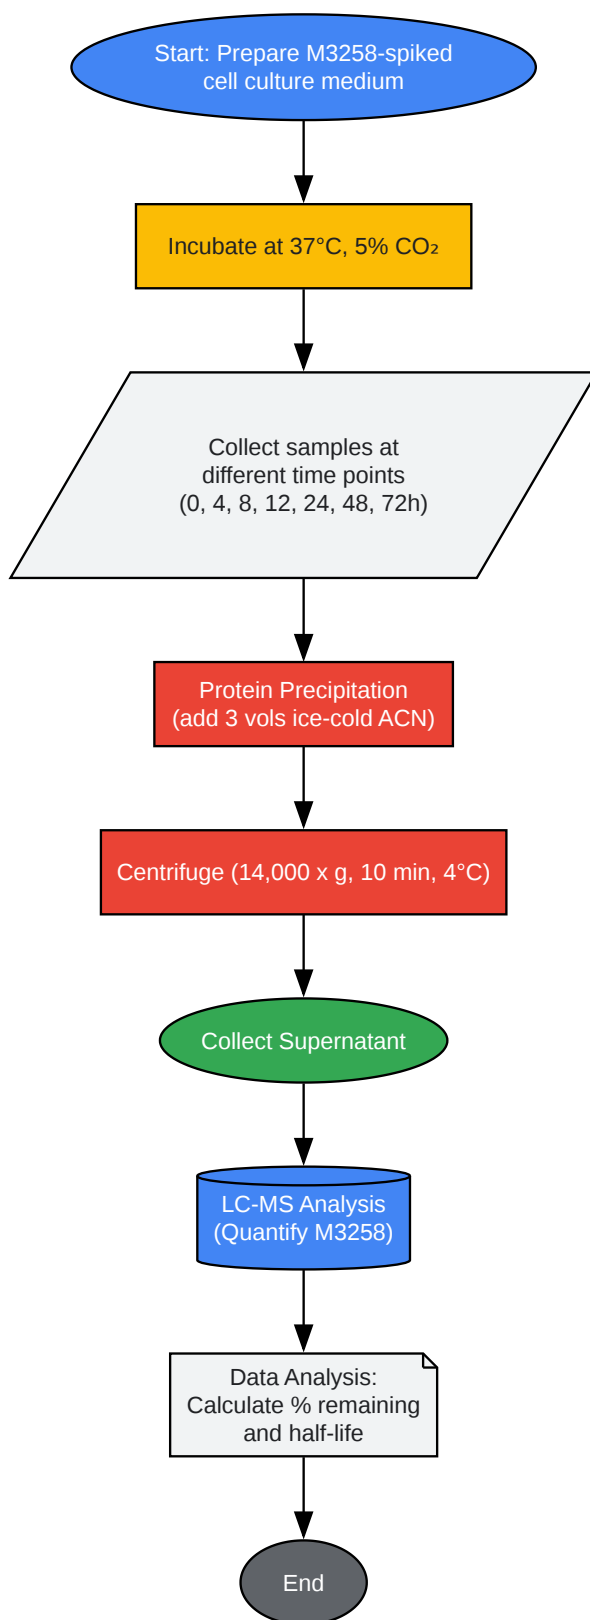 Start: Prepare M3258-spiked
cell culture medium
Incubate at 37°C, 5% CO₂
Collect samples at
different time points
(0, 4, 8, 12, 24, 48, 72h)
Protein Precipitation
(add 3 vols ice-cold ACN)
Centrifuge (14,000 x g, 10 min, 4°C)
Collect Supernatant
LC-MS Analysis
(Quantify M3258)
Data Analysis:
Calculate % remaining
and half-life
End